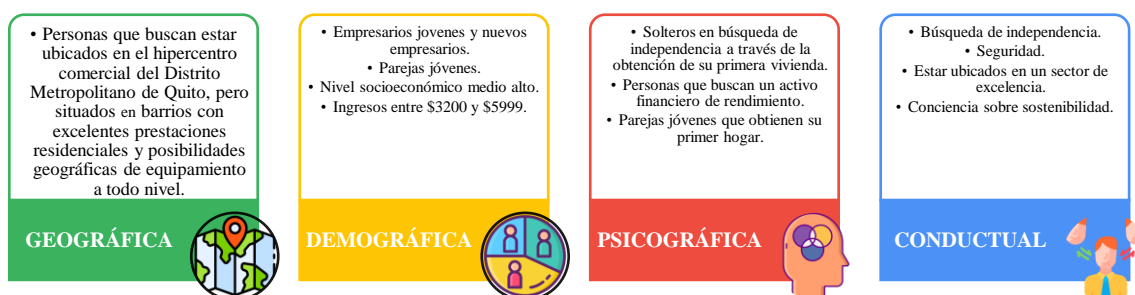 • Personas que buscan estar
ubicados en el hipercentro
comercial del Distrito
Metropolitano de Quito, pero
situados en barrios con
excelentes prestaciones
residenciales y posibilidades
geográficas de equipamiento
a todo nivel.
GEOGRÁFICA
• Empresarios jovenes y nuevos
empresarios.
• Parejas jóvenes.
• Nivel socioeconómico medio alto.
• Ingresos entre $3200 y $5999.
DEMOGRÁFICA
• Solteros en búsqueda de
independencia a través de la
obtención de su primera vivienda.
• Personas que buscan un activo
financiero de rendimiento.
• Parejas jóvenes que obtienen su
primer hogar.
PSICOGRÁFICA
• Búsqueda de independencia.
• Seguridad.
• Estar ubicados en un sector de
excelencia.
• Conciencia sobre sostenibilidad.
CONDUCTUAL